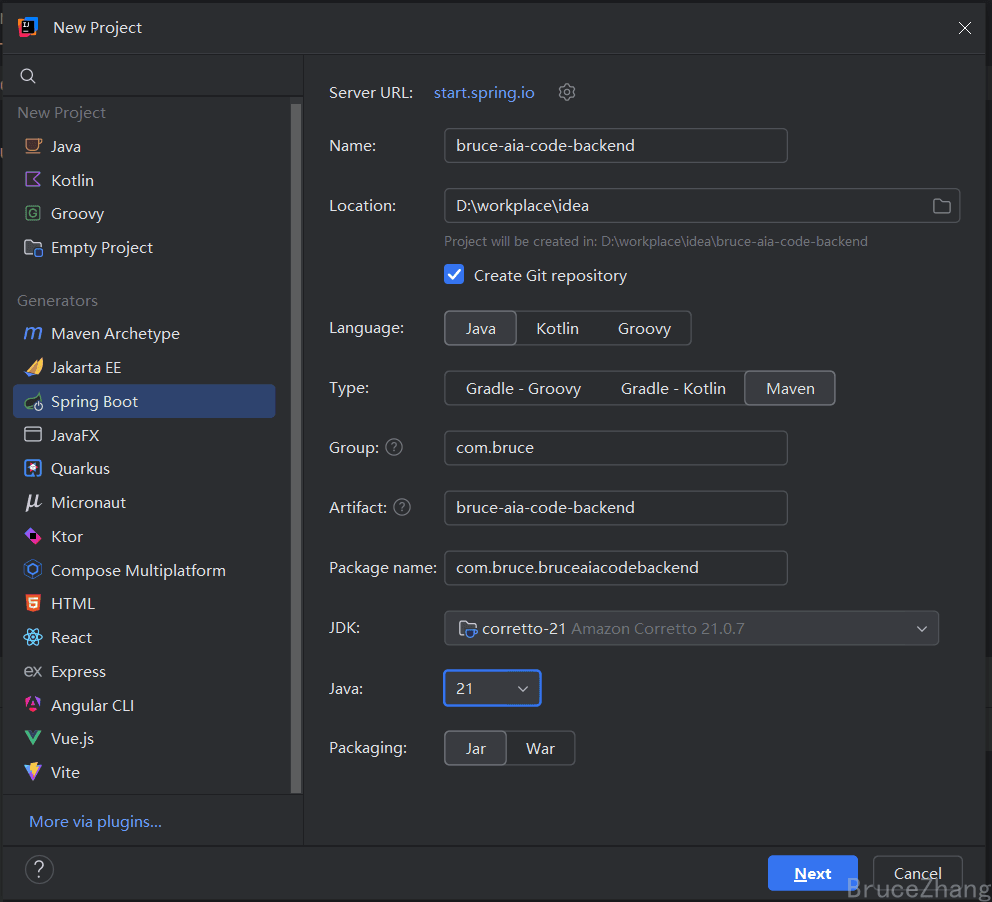 New Project
New Project
Java
Kotlin
Groovy
Empty Project
Generators
Maven Archetype
Jakarta EE
Spring Boot
JavaFX
Quarkus
Micronaut
Ktor
Compose Multiplatform
HTML
React
Express
Angular CLI
Vue.js
Vite
More via plugins...
Server URL: start.spring.io
Name: bruce-aia-code-backend
Location: D:\workplace\idea
Project will be created in: D:\workplace\idea\bruce-aia-code-backend
Create Git repository
Language: Java Kotlin Groovy
Type: Gradle - Groovy Gradle - Kotlin Maven
Group: ? com.bruce
Artifact: ? bruce-aia-code-backend
Package name: com.bruce.bruceaiacodebackend
JDK: corretto-21 Amazon Corretto 21.0.7
Java: 21
Packaging: Jar War
? Next Cancel
BruceZhang